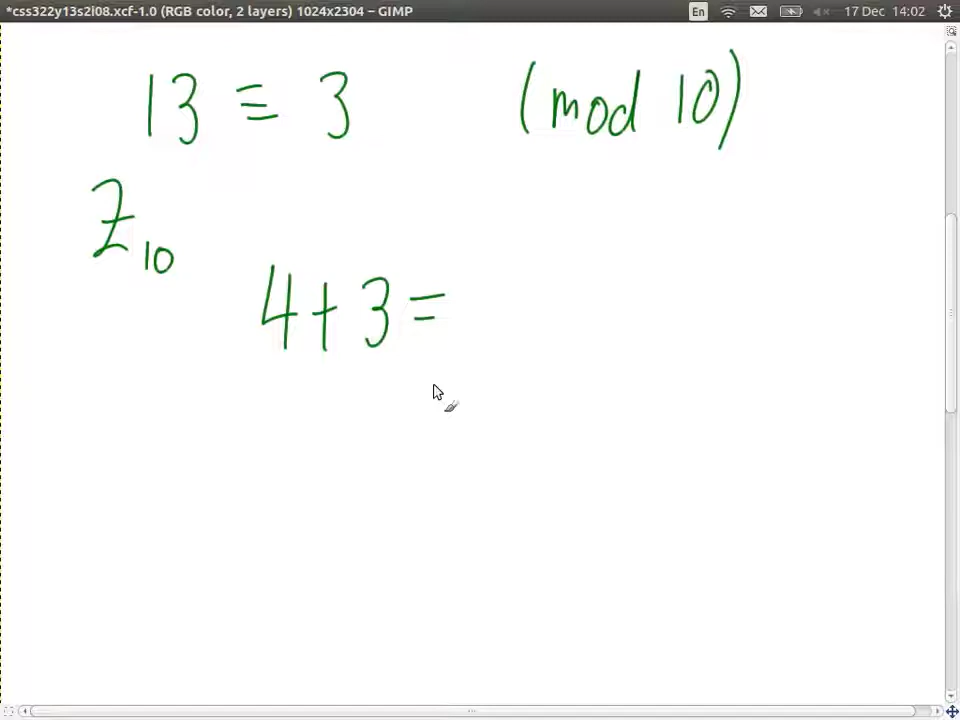 *css322y13s2i08.xcf-1.0 (RGB color, 2 layers) 1024x2304 – GIMP En 17 Dec 14:02
13 ≡ 3 (mod 10)
Z₁₀
4+3=